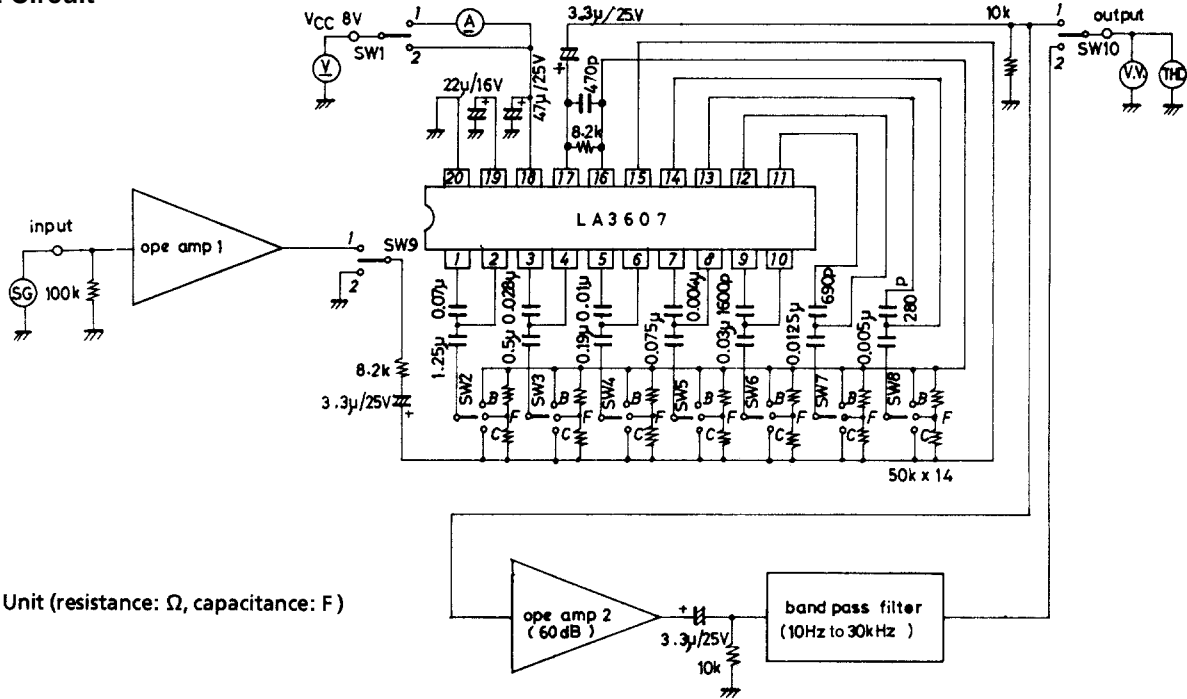 Circuit
VCC 8V
1
A
2
SW1
V
3.3μ/25V
10k
1
output
2
SW10
V.V.
THD
22μ/16V
47μ/25V
470p
8.2k
20 19 18 17 16 15 14 13 12 11
LA3607
1 2 3 4 5 6 7 8 9 10
input
ope amp 1
SG
100k
1
SW9
2
8.2k
3.3μ/25V
0.07μ 0.028μ 0.01μ 0.004μ 1600p 690p 280p
1.25μ 0.5μ 0.19μ 0.075μ 0.03μ 0.0125μ 0.005μ
SW2 SW3 SW4 SW5 SW6 SW7 SW8
B B B B B B B
F F F F F F F
C C C C C C C
50k x 14
Unit (resistance: Ω, capacitance: F)
ope amp 2
(60dB)
3.3μ/25V
10k
band pass filter
(10Hz to 30kHz)